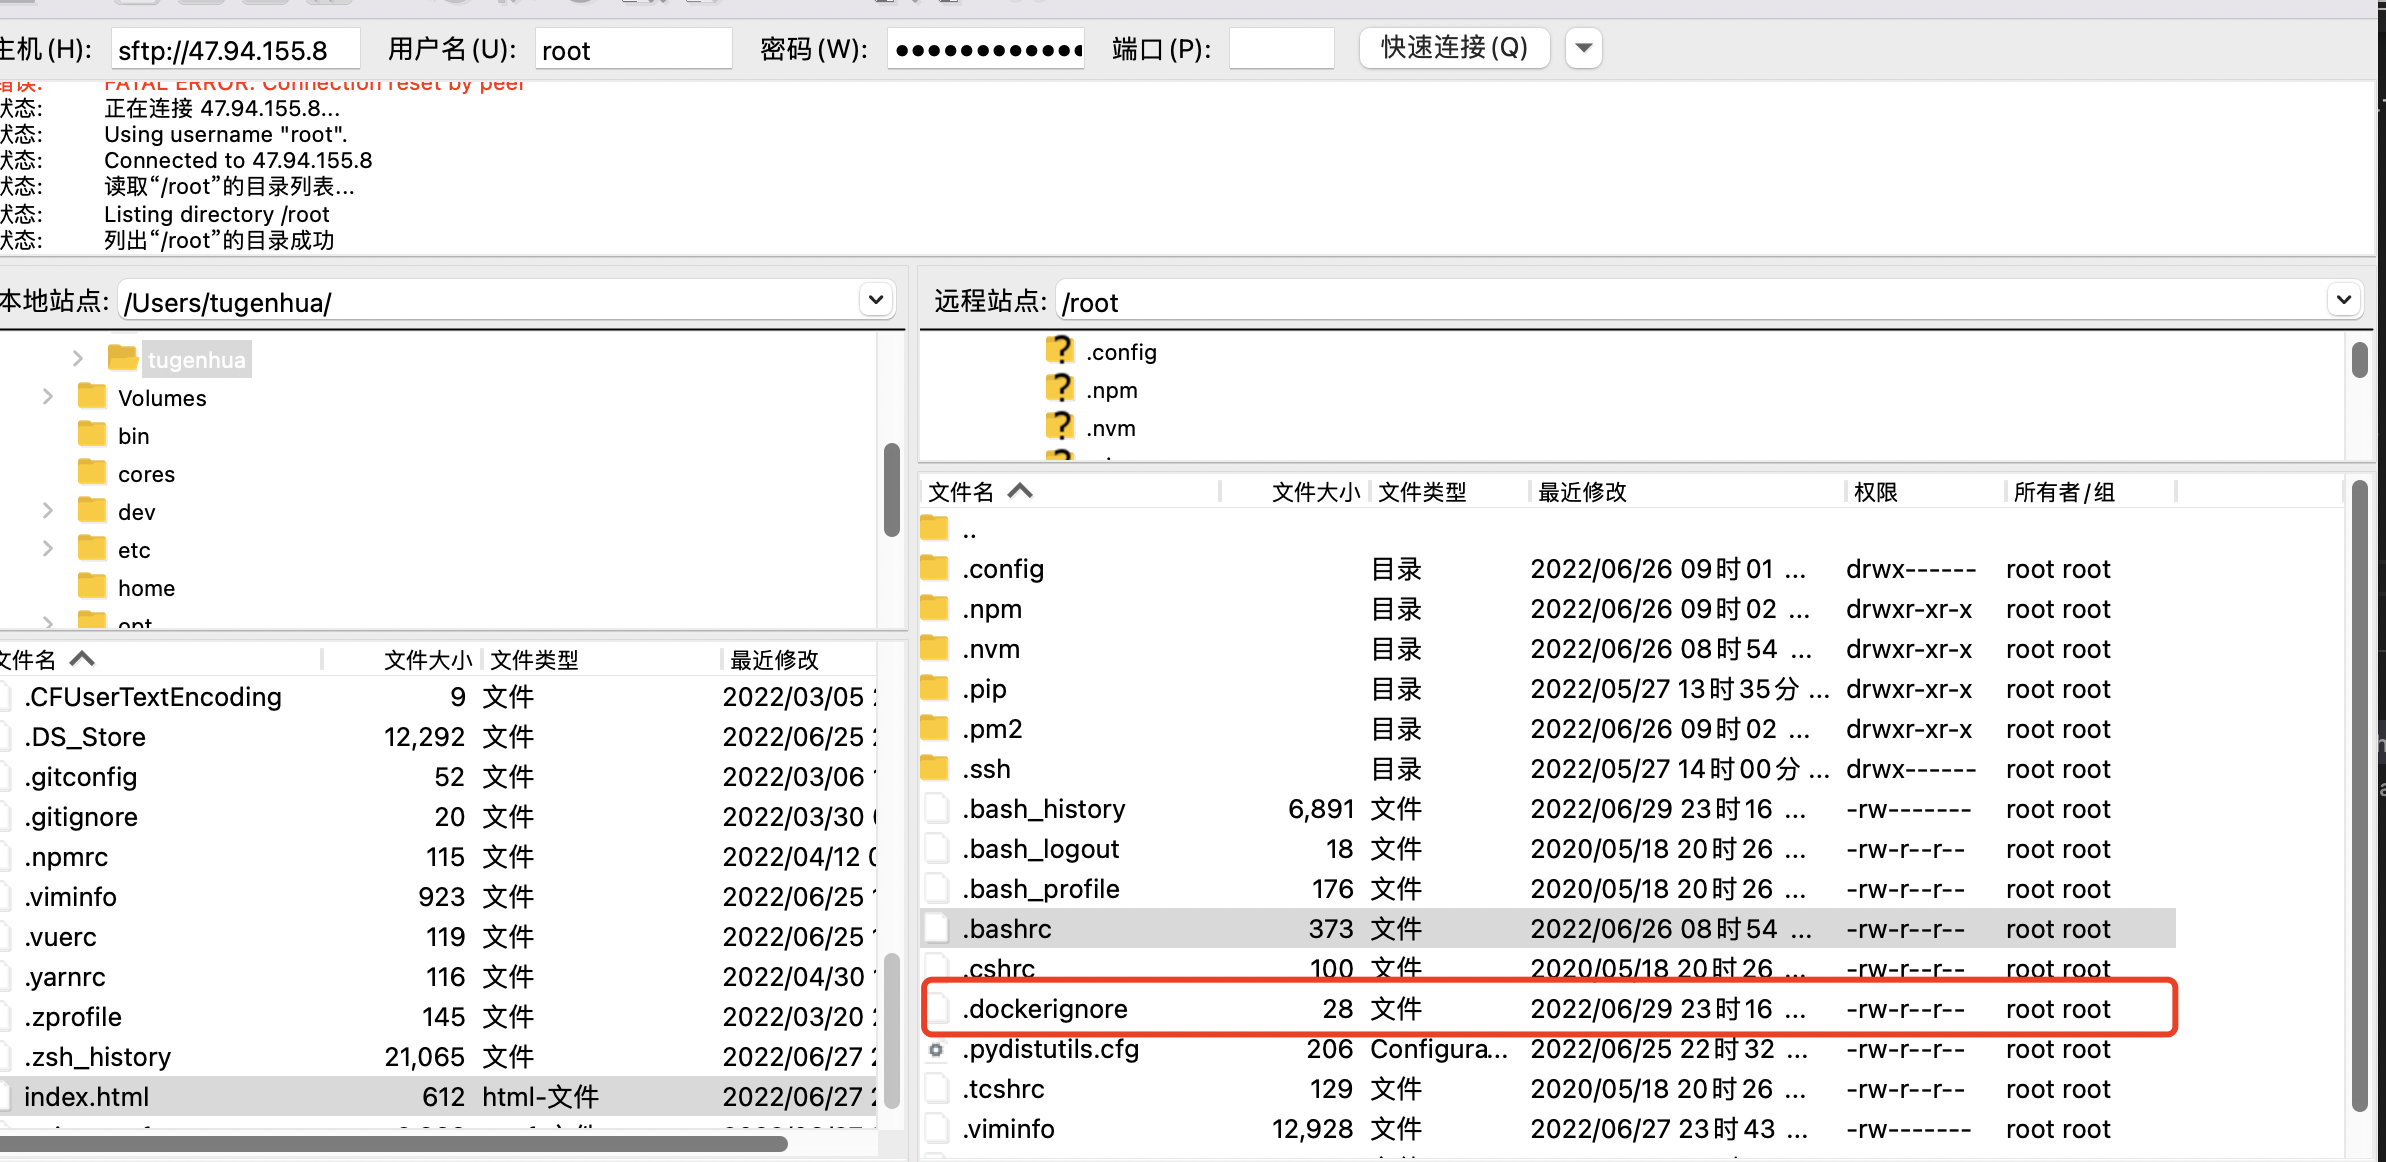 主机(H): sftp://47.94.155.8 用户名(U): root 密码(W): ●●●●●●●●●●●● 端口(P): 快速连接(Q)
错误: FATAL ERROR: Connection reset by peer
状态: 正在连接 47.94.155.8...
状态: Using username "root".
状态: Connected to 47.94.155.8
状态: 读取“/root”的目录列表...
状态: Listing directory /root
状态: 列出“/root”的目录成功
本地站点: /Users/tugenhua/
tugenhua
Volumes
bin
cores
dev
etc
home
opt
文件名 文件大小 文件类型 最近修改
.CFUserTextEncoding 9 文件 2022/03/05
.DS_Store 12,292 文件 2022/06/25
.gitconfig 52 文件 2022/03/06
.gitignore 20 文件 2022/03/30
.npmrc 115 文件 2022/04/12
.viminfo 923 文件 2022/06/25
.vuerc 119 文件 2022/06/25
.yarnrc 116 文件 2022/04/30
.zprofile 145 文件 2022/03/20
.zsh_history 21,065 文件 2022/06/27
index.html 612 html-文件 2022/06/27
远程站点: /root
.config
.npm
.nvm
文件名 文件大小 文件类型 最近修改 权限 所有者/组
..
.config 目录 2022/06/26 09时01 ... drwx------ root root
.npm 目录 2022/06/26 09时02 ... drwxr-xr-x root root
.nvm 目录 2022/06/26 08时54 ... drwxr-xr-x root root
.pip 目录 2022/05/27 13时35分 ... drwxr-xr-x root root
.pm2 目录 2022/06/26 09时02 ... drwxr-xr-x root root
.ssh 目录 2022/05/27 14时00分 ... drwx------ root root
.bash_history 6,891 文件 2022/06/29 23时16 ... -rw------- root root
.bash_logout 18 文件 2020/05/18 20时26 ... -rw-r--r-- root root
.bash_profile 176 文件 2020/05/18 20时26 ... -rw-r--r-- root root
.bashrc 373 文件 2022/06/26 08时54 ... -rw-r--r-- root root
.cshrc 100 文件 2020/05/18 20时26 ... -rw-r--r-- root root
.dockerignore 28 文件 2022/06/29 23时16 ... -rw-r--r-- root root
.pydistutils.cfg 206 Configura... 2022/06/25 22时32 ... -rw-r--r-- root root
.tcshrc 129 文件 2020/05/18 20时26 ... -rw-r--r-- root root
.viminfo 12,928 文件 2022/06/27 23时43 ... -rw------- root root